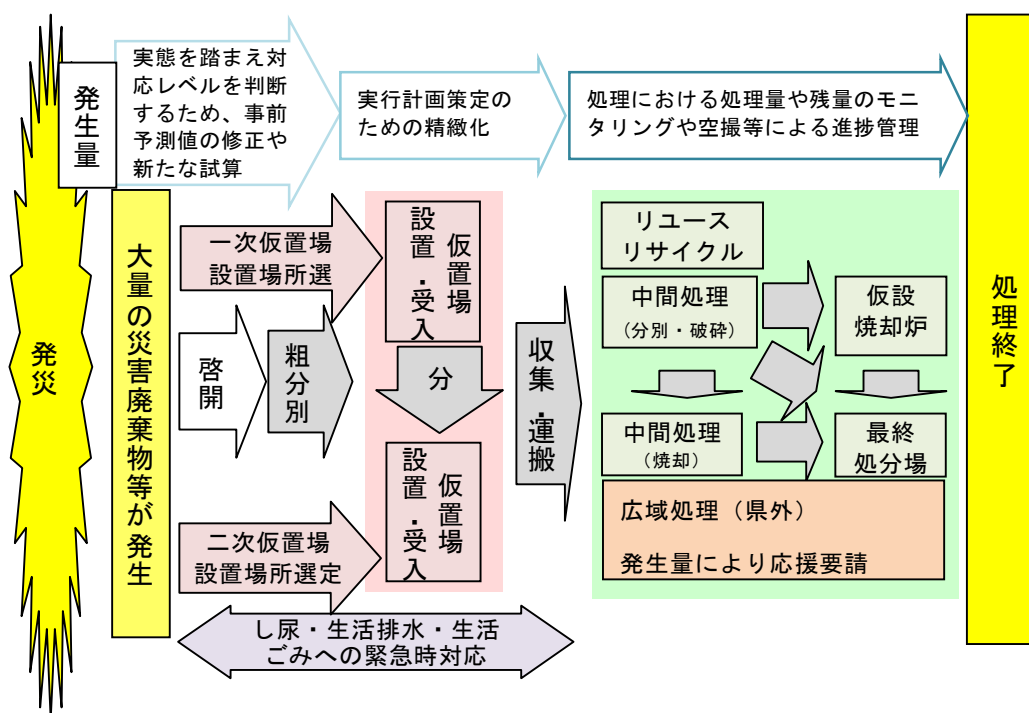 発災
発生量
実態を踏まえ対
応レベルを判断
するため、事前
予測値の修正や
新たな試算
実行計画策定の
ための精緻化
処理における処理量や残量のモニ
タリングや空撮等による進捗管理
処理終了
大量の災害廃棄物等が発生
一次仮置場
設置場所選
啓開
粗分別
二次仮置場
設置場所選定
仮置場
設置・受入
分
仮置場
設置・受入
収集・運搬
リユース
リサイクル
中間処理
(分別・破砕)
仮設
焼却炉
中間処理
(焼却)
最終
処分場
広域処理（県外）
発生量により応援要請
し尿・生活排水・生活
ごみへの緊急時対応